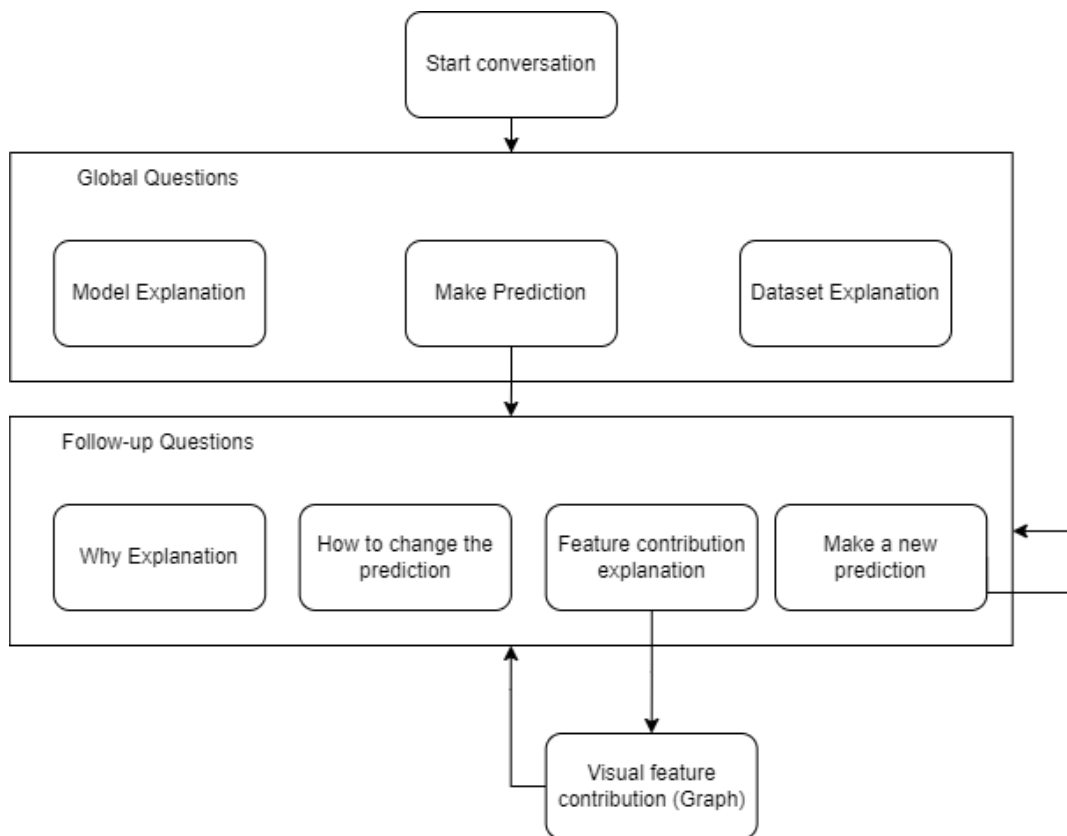 Start conversation
Global Questions
Model Explanation
Make Prediction
Dataset Explanation
Follow-up Questions
Why Explanation
How to change the
prediction
Feature contribution
explanation
Make a new
prediction
Visual feature
contribution (Graph)